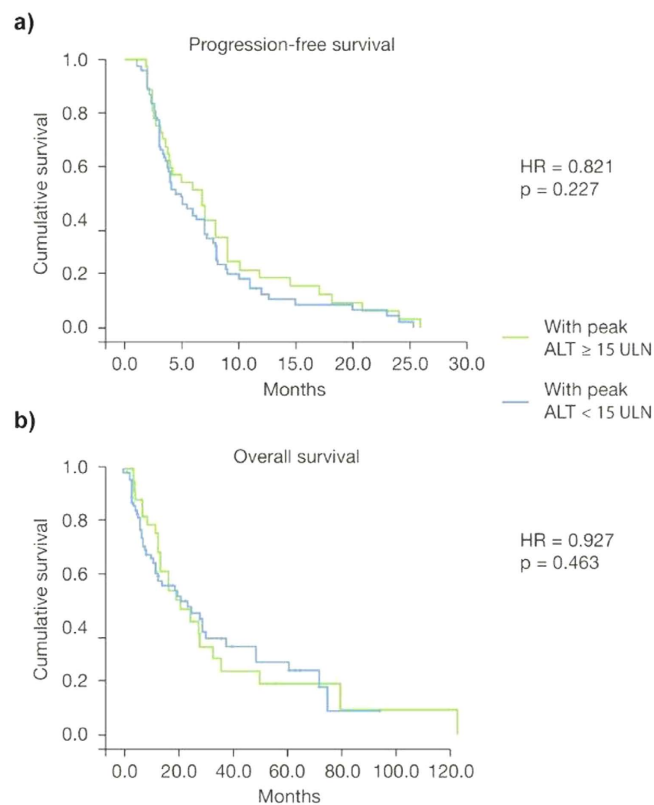 a)
Progression-free survival
1.0
0.8
0.6
0.4
0.2
0.0
Cumulative survival
0.0 5.0 10.0 15.0 20.0 25.0 30.0
Months
HR = 0.821
p = 0.227
With peak
ALT ≥ 15 ULN
With peak
ALT < 15 ULN
b)
Overall survival
1.0
0.8
0.6
0.4
0.2
0.0
Cumulative survival
0.0 20.0 40.0 60.0 80.0 100.0 120.0
Months
HR = 0.927
p = 0.463